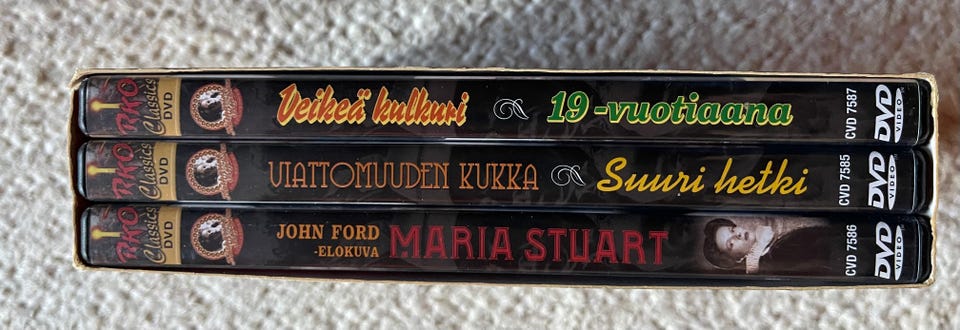 RKO Classics DVD Veikeä kulkuri 19-vuotiaana CVD 7587 DVD VIDEO
RKO Classics DVD VIATTOMUUDEN KUKKA Suuri hetki CVD 7585 DVD VIDEO
RKO Classics DVD JOHN FORD
-ELOKUVA MARIA STUART CVD 7586 DVD VIDEO